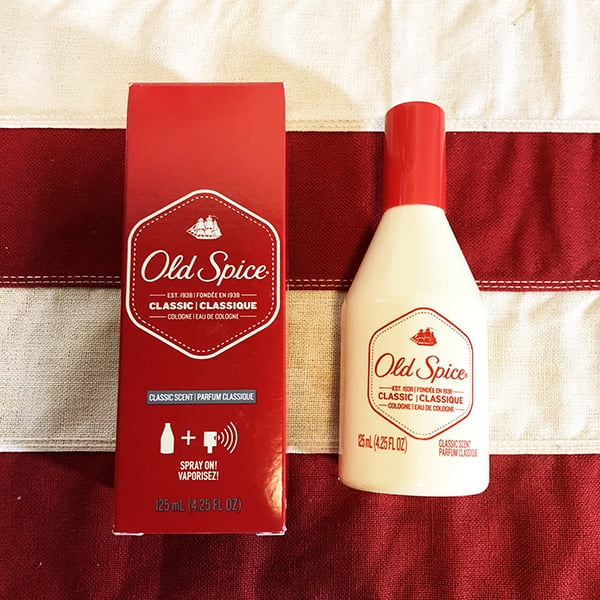 Old Spice
EST. 1938 | FONDÉE EN 1938
CLASSIC | CLASSIQUE
COLOGNE | EAU DE COLOGNE
CLASSIC SCENT | PARFUM CLASSIQUE
SPRAY ON!
VAPORISEZ!
125 mL (4.25 FL OZ)
Old Spice
EST. 1938 | FONDÉE EN 1938
CLASSIC | CLASSIQUE
COLOGNE | EAU DE COLOGNE
125 mL (4.25 FL OZ)
CLASSIC SCENT
PARFUM CLASSIQUE